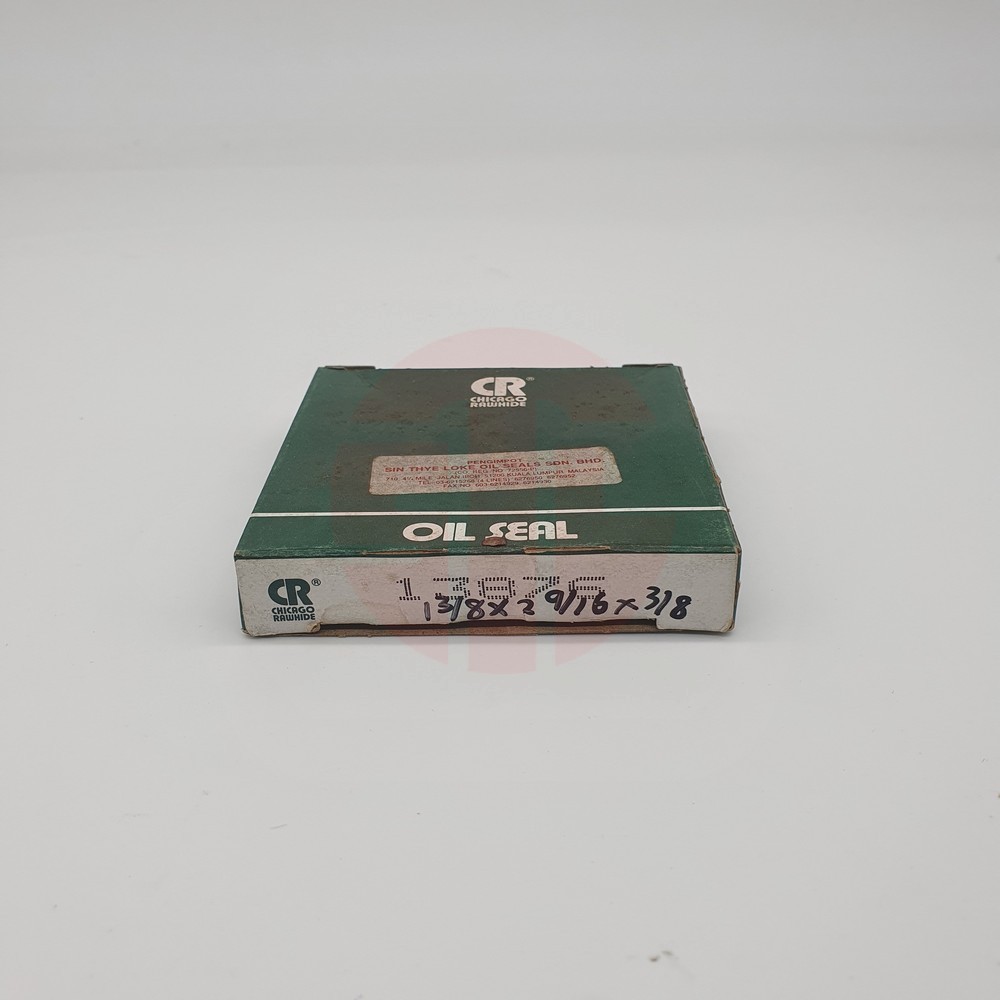 CR®
CHICAGO
RAWHIDE
PENGIMPOT
SIN THYE LOKE OIL SEALS SDN. BHD.
MALAYSIA
OIL SEAL
CR®
CHICAGO
RAWHIDE
13876
1 3/8 x 2 9/16 x 3/8